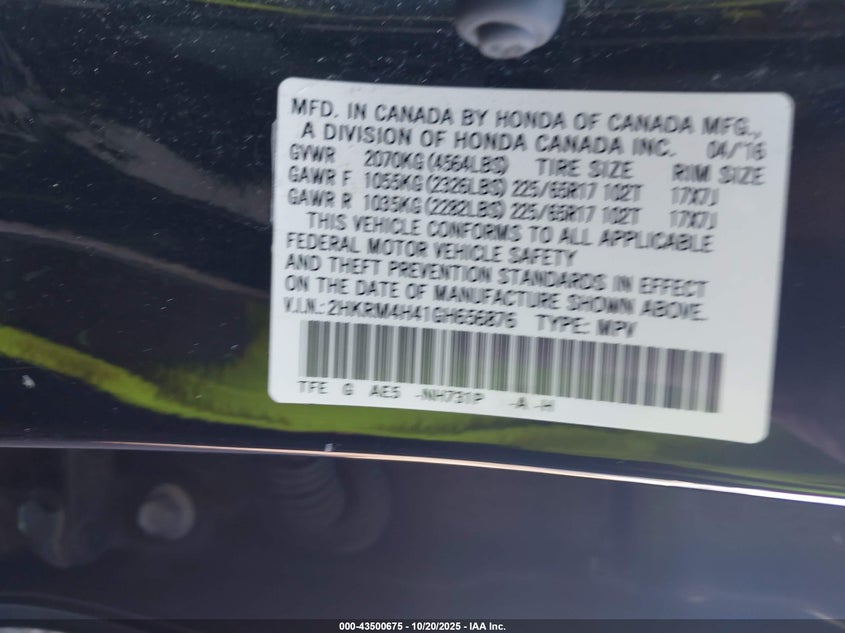 MFD. IN CANADA BY HONDA OF CANADA MFG.,
A DIVISION OF HONDA CANADA INC. 04/'16
GVWR 2070KG (4564LBS) TIRE SIZE RIM SIZE
GAWR F 1055KG (2326LBS) 225/65R17 102T 17X7J
GAWR R 1035KG (2282LBS) 225/65R17 102T 17X7J
THIS VEHICLE CONFORMS TO ALL APPLICABLE
FEDERAL MOTOR VEHICLE SAFETY
AND THEFT PREVENTION STANDARDS IN EFFECT
ON THE DATE OF MANUFACTURE SHOWN ABOVE.
V.I.N.: 2HKRM4H41GH656876 TYPE: MPV
TFE G AE5 -NH731P -A -H
000-43500675 - 10/20/2025 - IAA Inc.